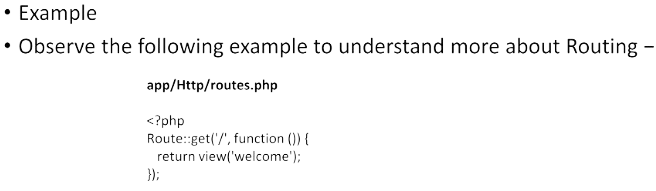 • Example
• Observe the following example to understand more about Routing −
app/Http/routes.php
<?php
Route::get('/', function ()) {
return view('welcome');
});